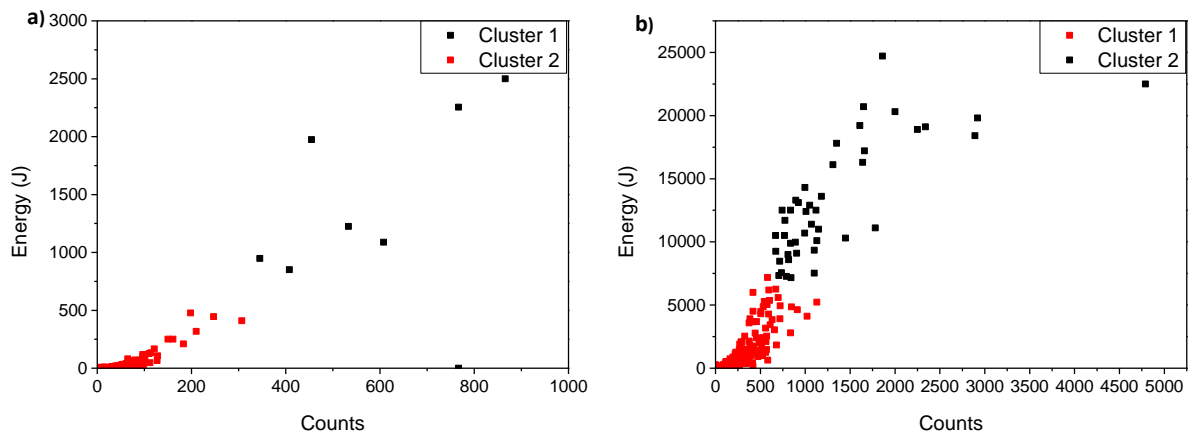 a)
3000
2500
2000
1500
1000
500
0
Energy (J)
0 200 400 600 800 1000
Counts
Cluster 1
Cluster 2
b)
25000
20000
15000
10000
5000
0
Energy (J)
0 500 1000 1500 2000 2500 3000 3500 4000 4500 5000
Counts
Cluster 1
Cluster 2